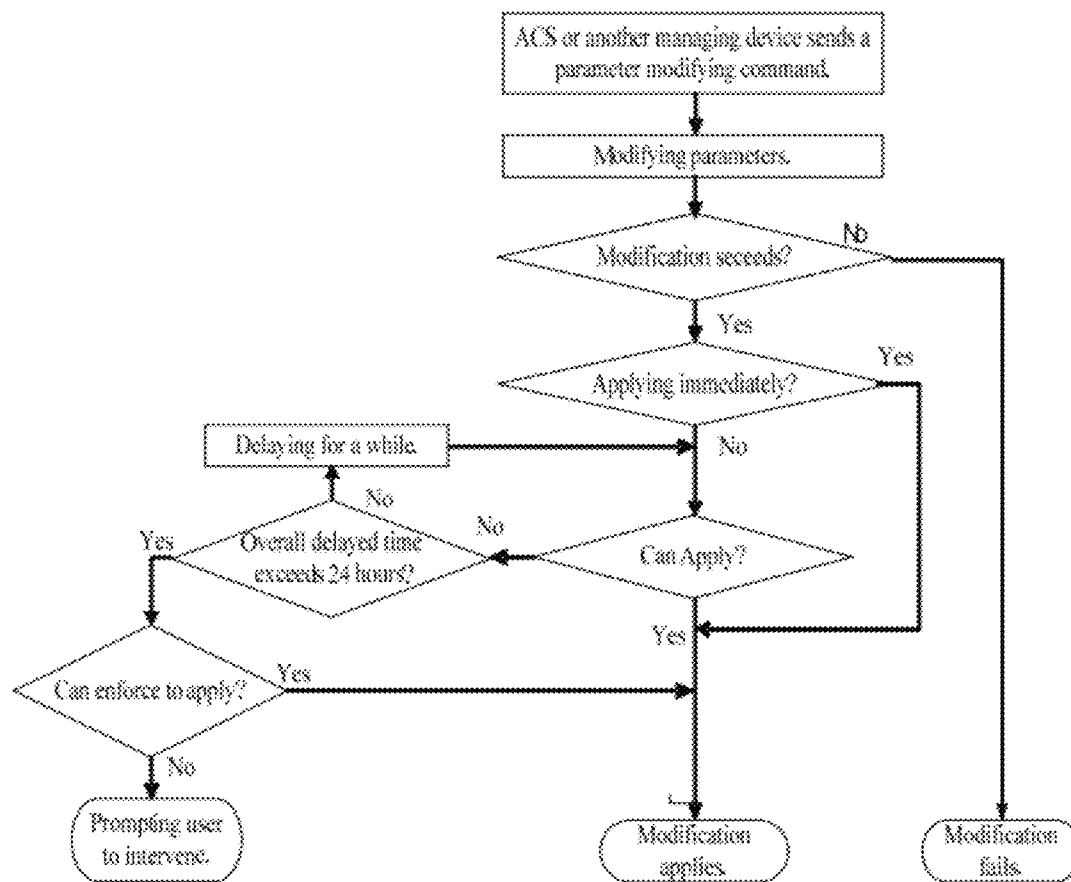 ACS or another managing device sends a
parameter modifying command.
Modifying parameters.
No
Modification seceeds?
Yes
Yes
Applying immediately?
Delaying for a while.
No
No
No
Yes
Overall delayed time
exceeds 24 hours?
Can Apply?
Yes
Yes
Can enforce to apply?
No
Prompting user
to intervene.
Modification
applies.
Modification
fails.